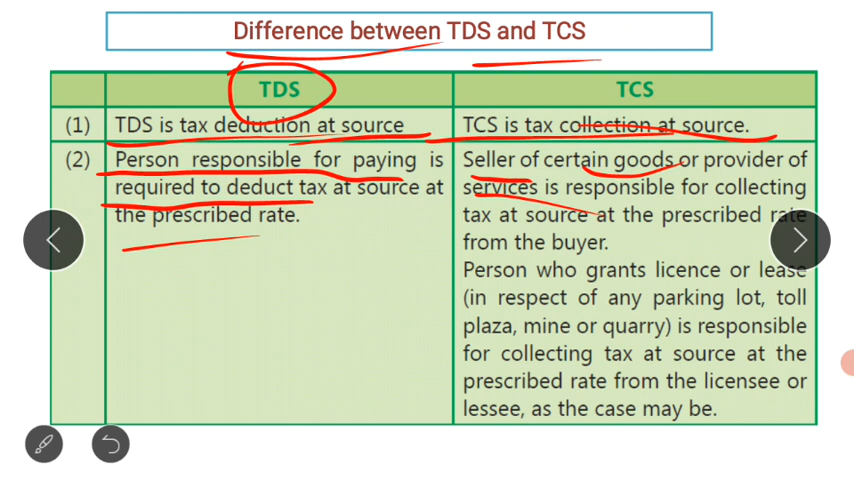 Difference between TDS and TCS
TDS
TCS
(1)
TDS is tax deduction at source
TCS is tax collection at source.
(2)
Person responsible for paying is
required to deduct tax at source at
the prescribed rate.
Seller of certain goods or provider of
services is responsible for collecting
tax at source at the prescribed rate
from the buyer.
Person who grants licence or lease
(in respect of any parking lot, toll
plaza, mine or quarry) is responsible
for collecting tax at source at the
prescribed rate from the licensee or
lessee, as the case may be.